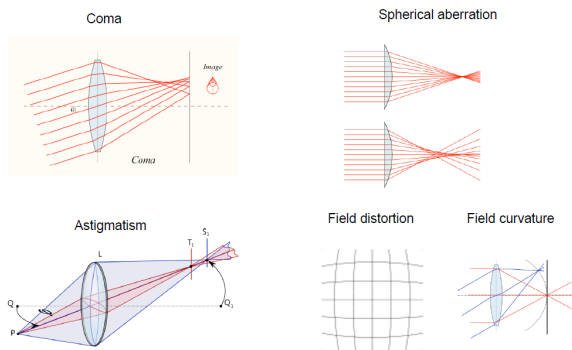 Coma
Spherical aberration
Image
Coma
Astigmatism
Field distortion
Field curvature
L
T1
S1
Q
Q1
P